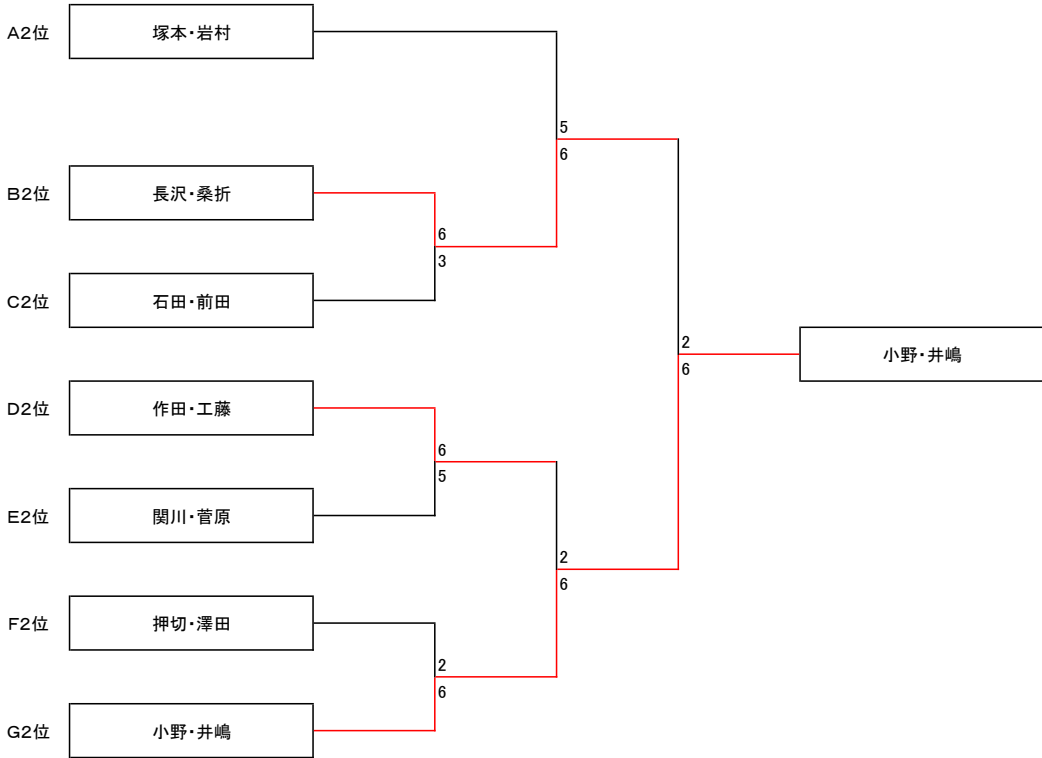 A2位 塚本・岩村
5
6
B2位 長沢・桑折
6
3
C2位 石田・前田
2
6
小野・井嶋
D2位 作田・工藤
6
5
E2位 関川・菅原
2
6
F2位 押切・澤田
2
6
G2位 小野・井嶋